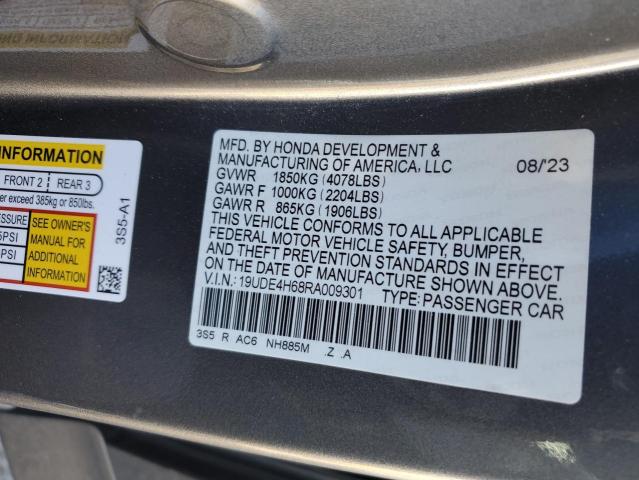 INFORMATION
FRONT 2 REAR 3
exceed 385kg or 850lbs.
SEE OWNER'S
MANUAL FOR
ADDITIONAL
INFORMATION
3S5-A1
MFD. BY HONDA DEVELOPMENT &
MANUFACTURING OF AMERICA, LLC 08/'23
GVWR 1850KG (4078LBS)
GAWR F 1000KG (2204LBS)
GAWR R 865KG (1906LBS)
THIS VEHICLE CONFORMS TO ALL APPLICABLE
FEDERAL MOTOR VEHICLE SAFETY, BUMPER,
AND THEFT PREVENTION STANDARDS IN EFFECT
ON THE DATE OF MANUFACTURE SHOWN ABOVE.
V.I.N.: 19UDE4H68RA009301 TYPE: PASSENGER CAR
3S5 R AC6 NH885M .Z .A